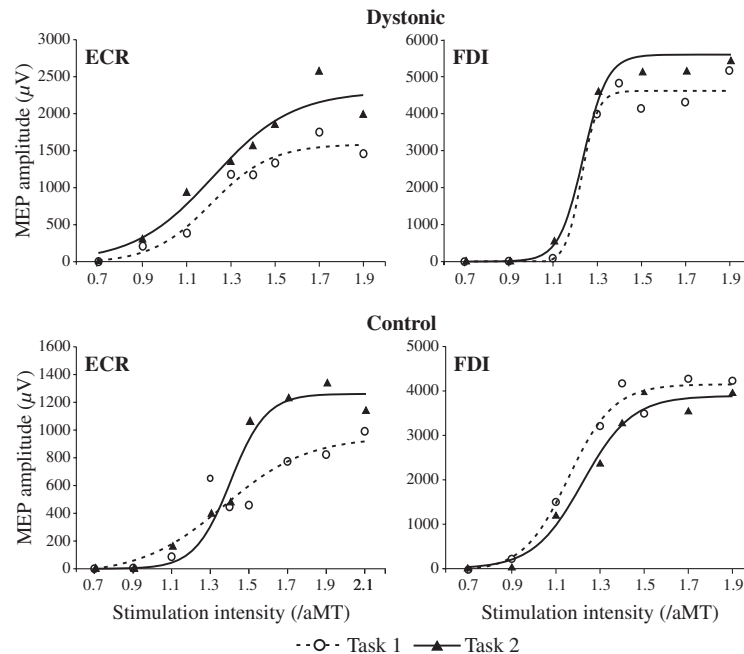 Dystonic
ECR
FDI
MEP amplitude (μV)
3000
2500
2000
1500
1000
500
0
0.7 0.9 1.1 1.3 1.5 1.7 1.9
6000
5000
4000
3000
2000
1000
0
0.7 0.9 1.1 1.3 1.5 1.7 1.9
Control
ECR
FDI
MEP amplitude (μV)
1600
1400
1200
1000
800
600
400
200
0
0.7 0.9 1.1 1.3 1.5 1.7 1.9 2.1
5000
4000
3000
2000
1000
0
0.7 0.9 1.1 1.3 1.5 1.7 1.9
Stimulation intensity (/aMT)
Stimulation intensity (/aMT)
Task 1
Task 2